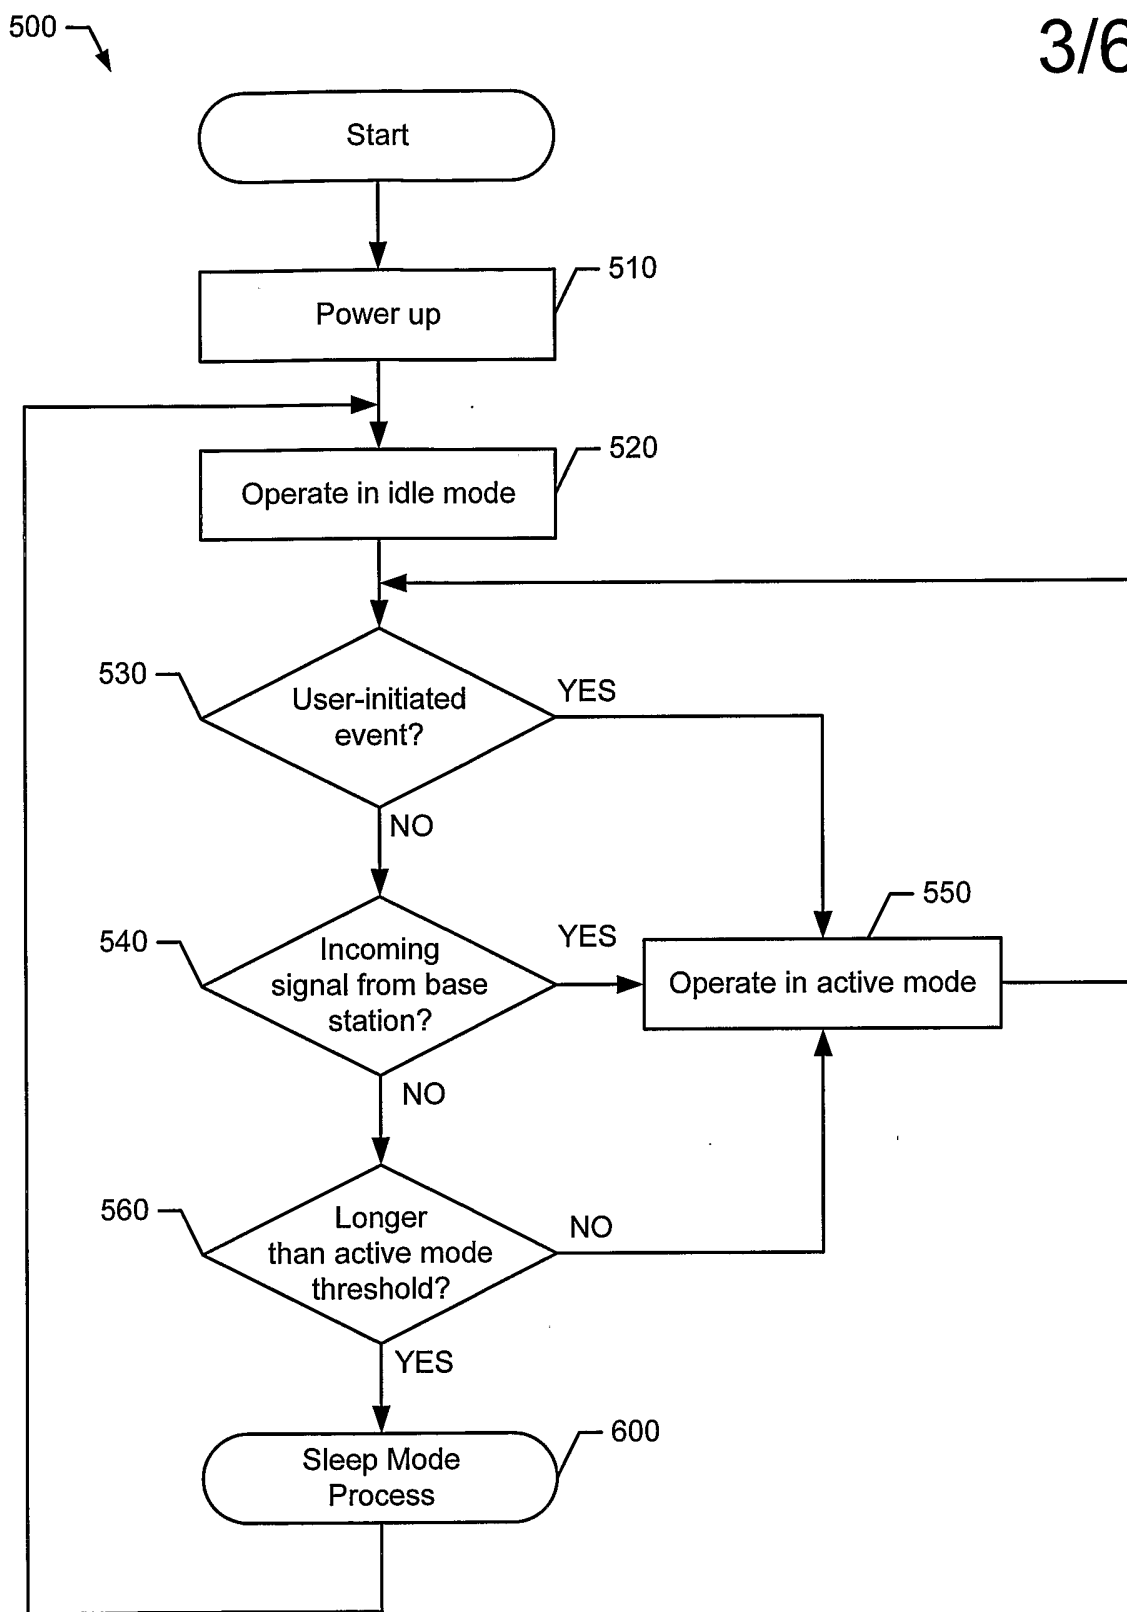 500
3/6
Start
510
Power up
520
Operate in idle mode
530
User-initiated
event?
YES
NO
550
540
Incoming
signal from base
station?
YES
Operate in active mode
NO
560
Longer
than active mode
threshold?
NO
YES
600
Sleep Mode
Process